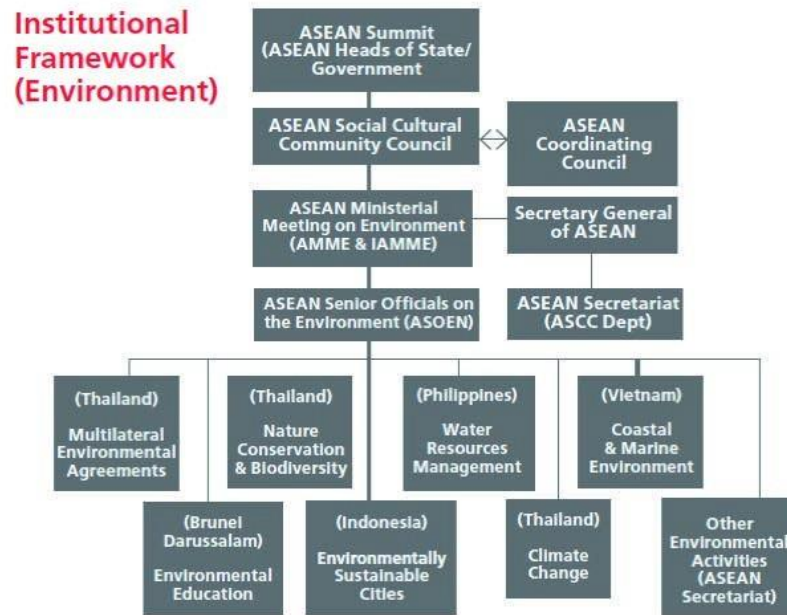 Institutional
Framework
(Environment)
ASEAN Summit
(ASEAN Heads of State/
Government
ASEAN Social Cultural
Community Council
ASEAN
Coordinating
Council
ASEAN Ministerial
Meeting on Environment
(AMME & IAMME)
Secretary General
of ASEAN
ASEAN Senior Officials on
the Environment (ASOEN)
ASEAN Secretariat
(ASCC Dept)
(Thailand)
Multilateral
Environmental
Agreements
(Thailand)
Nature
Conservation
& Biodiversity
(Philippines)
Water
Resources
Management
(Vietnam)
Coastal
& Marine
Environment
(Brunei
Darussalam)
Environmental
Education
(Indonesia)
Environmentally
Sustainable
Cities
(Thailand)
Climate
Change
Other
Environmental
Activities
(ASEAN
Secretariat)